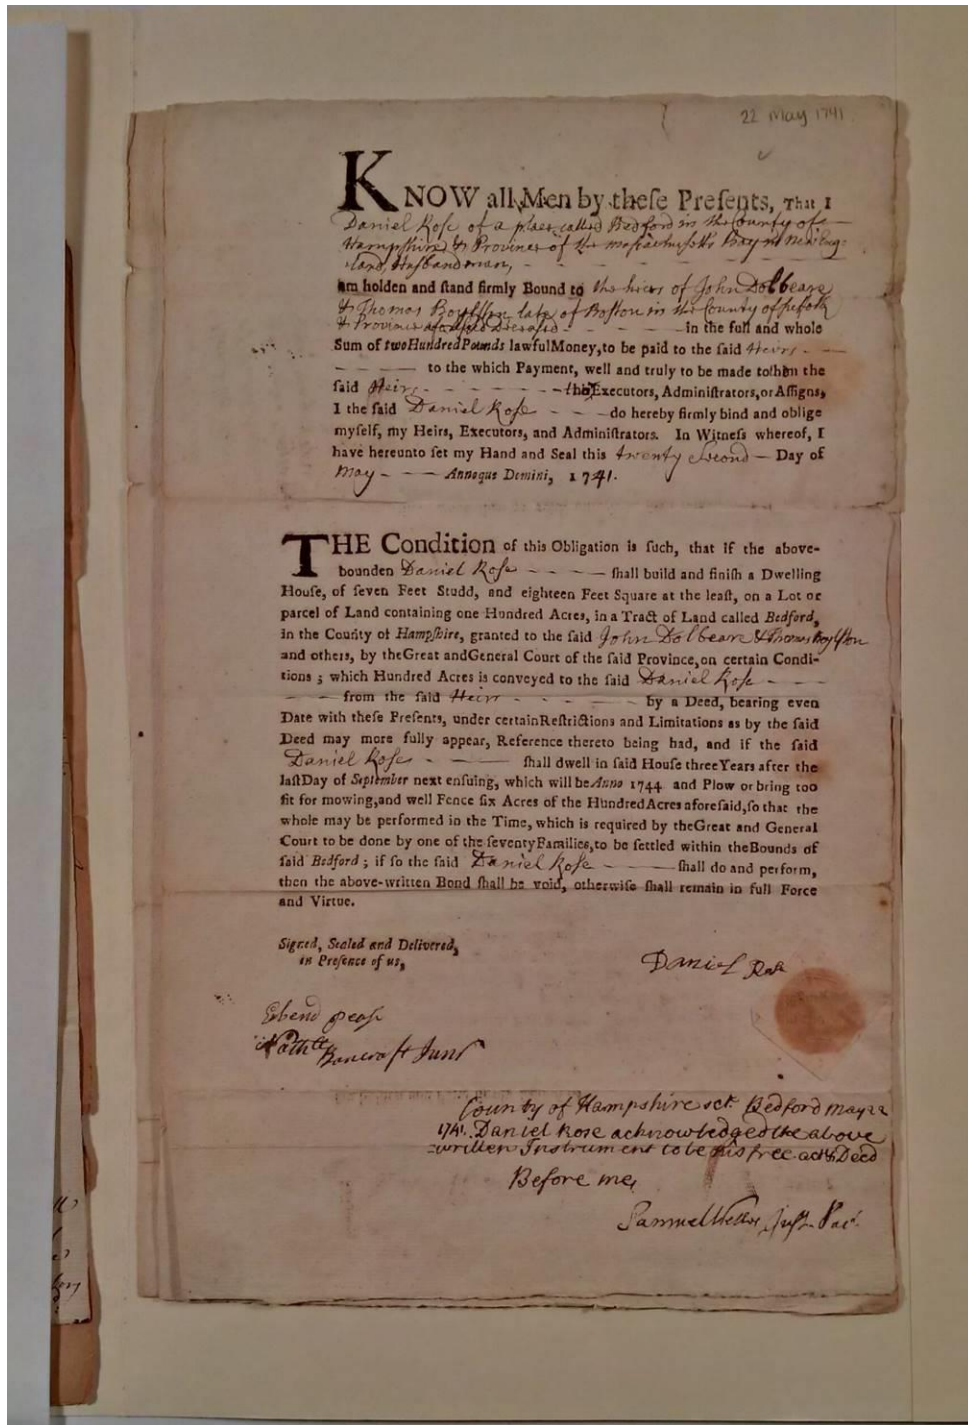 22 May 1741
KNOW all Men by theſe Preſents, That I
Daniel Roſe of a place called Bedford in the County of
Hampſhire & Province of the Maſsachuſetts Bay in New Eng-
land, Huſbandman, - - - - -
am holden and ſtand firmly Bound to the heirs of John Dolbeare
& Thomas Boylſton late of Boſton in the County of Suffolk
& Province aforeſaid Deceaſed - - - - - in the full and whole
Sum of two Hundred Pounds lawful Money, to be paid to the ſaid Heirs - -
- - - to the which Payment, well and truly to be made to them the
ſaid Heirs - - - - - - Executors, Adminiſtrators, or Aſſigns,
I the ſaid Daniel Roſe - - - do hereby firmly bind and oblige
myſelf, my Heirs, Executors, and Adminiſtrators. In Witneſs whereof, I
have hereunto ſet my Hand and Seal this twenty Second - Day of
May - - - Annoque Domini, 1741.
THE Condition of this Obligation is ſuch, that if the above-
bounden Daniel Roſe - - - - ſhall build and finiſh a Dwelling
Houſe, of ſeven Feet Studd, and eighteen Feet Square at the leaſt, on a Lot or
parcel of Land containing one Hundred Acres, in a Tract of Land called Bedford,
in the County of Hampſhire, granted to the ſaid John Dolbeare & Thomas Boylſton
and others, by the Great and General Court of the ſaid Province, on certain Condi-
tions; which Hundred Acres is conveyed to the ſaid Daniel Roſe - - -
- - from the ſaid Heirs - - - - - by a Deed, bearing even
Date with theſe Preſents, under certain Reſtrictions and Limitations as by the ſaid
Deed may more fully appear, Reference thereto being had, and if the ſaid
Daniel Roſe - - - ſhall dwell in ſaid Houſe three Years after the
laſt Day of September next enſuing, which will be Anno 1744 and Plow or bring too
fit for mowing, and well Fence ſix Acres of the Hundred Acres aforeſaid, ſo that the
whole may be performed in the Time, which is required by the Great and General
Court to be done by one of the ſeventy Families, to be ſettled within the Bounds of
ſaid Bedford; if ſo the ſaid Daniel Roſe - - - ſhall do and perform,
then the above-written Bond ſhall be void, otherwiſe ſhall remain in full Force
and Virtue.
Signed, Sealed and Delivered,
in Preſence of us,
Daniel Rose
Ebenr peaſe
Nathll Bancroft Junr
County of Hampshire sct. Bedford may 22
1741. Daniel Rose acknowledged the above
written Instrument to be his free act & Deed
Before me,
Samuel Juſt. Pac.